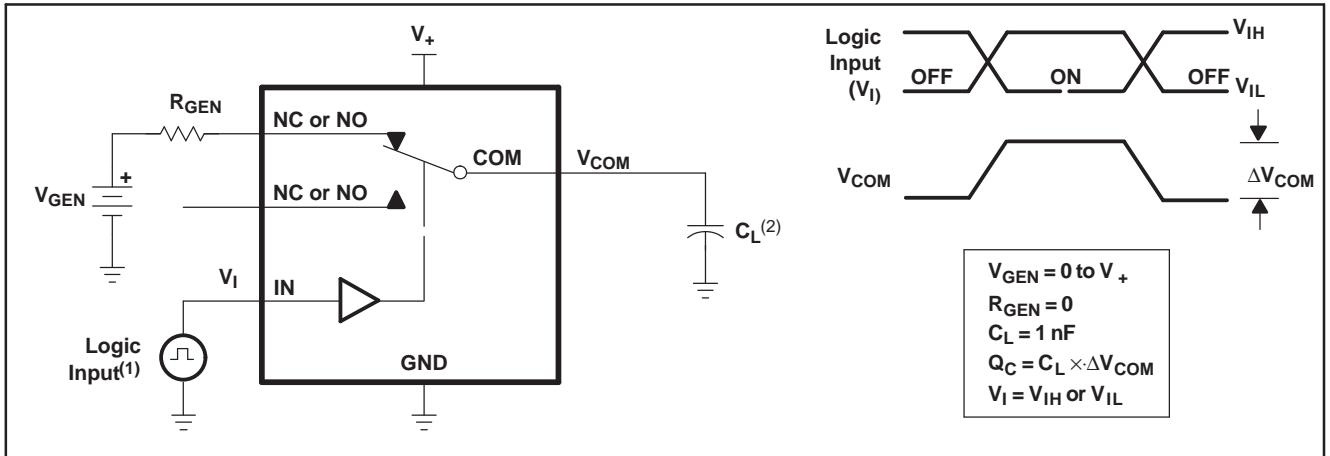 V+
RGEN
NC or NO
COM
VCOM
VGEN
+
NC or NO
CL(2)
VI
IN
Logic
Input(1)
GND
Logic
Input
(VI)
VIH
OFF
ON
OFF
VIL
VCOM
ΔVCOM
VGEN = 0 to V+
RGEN = 0
CL = 1 nF
QC = CL × ΔVCOM
VI = VIH or VIL